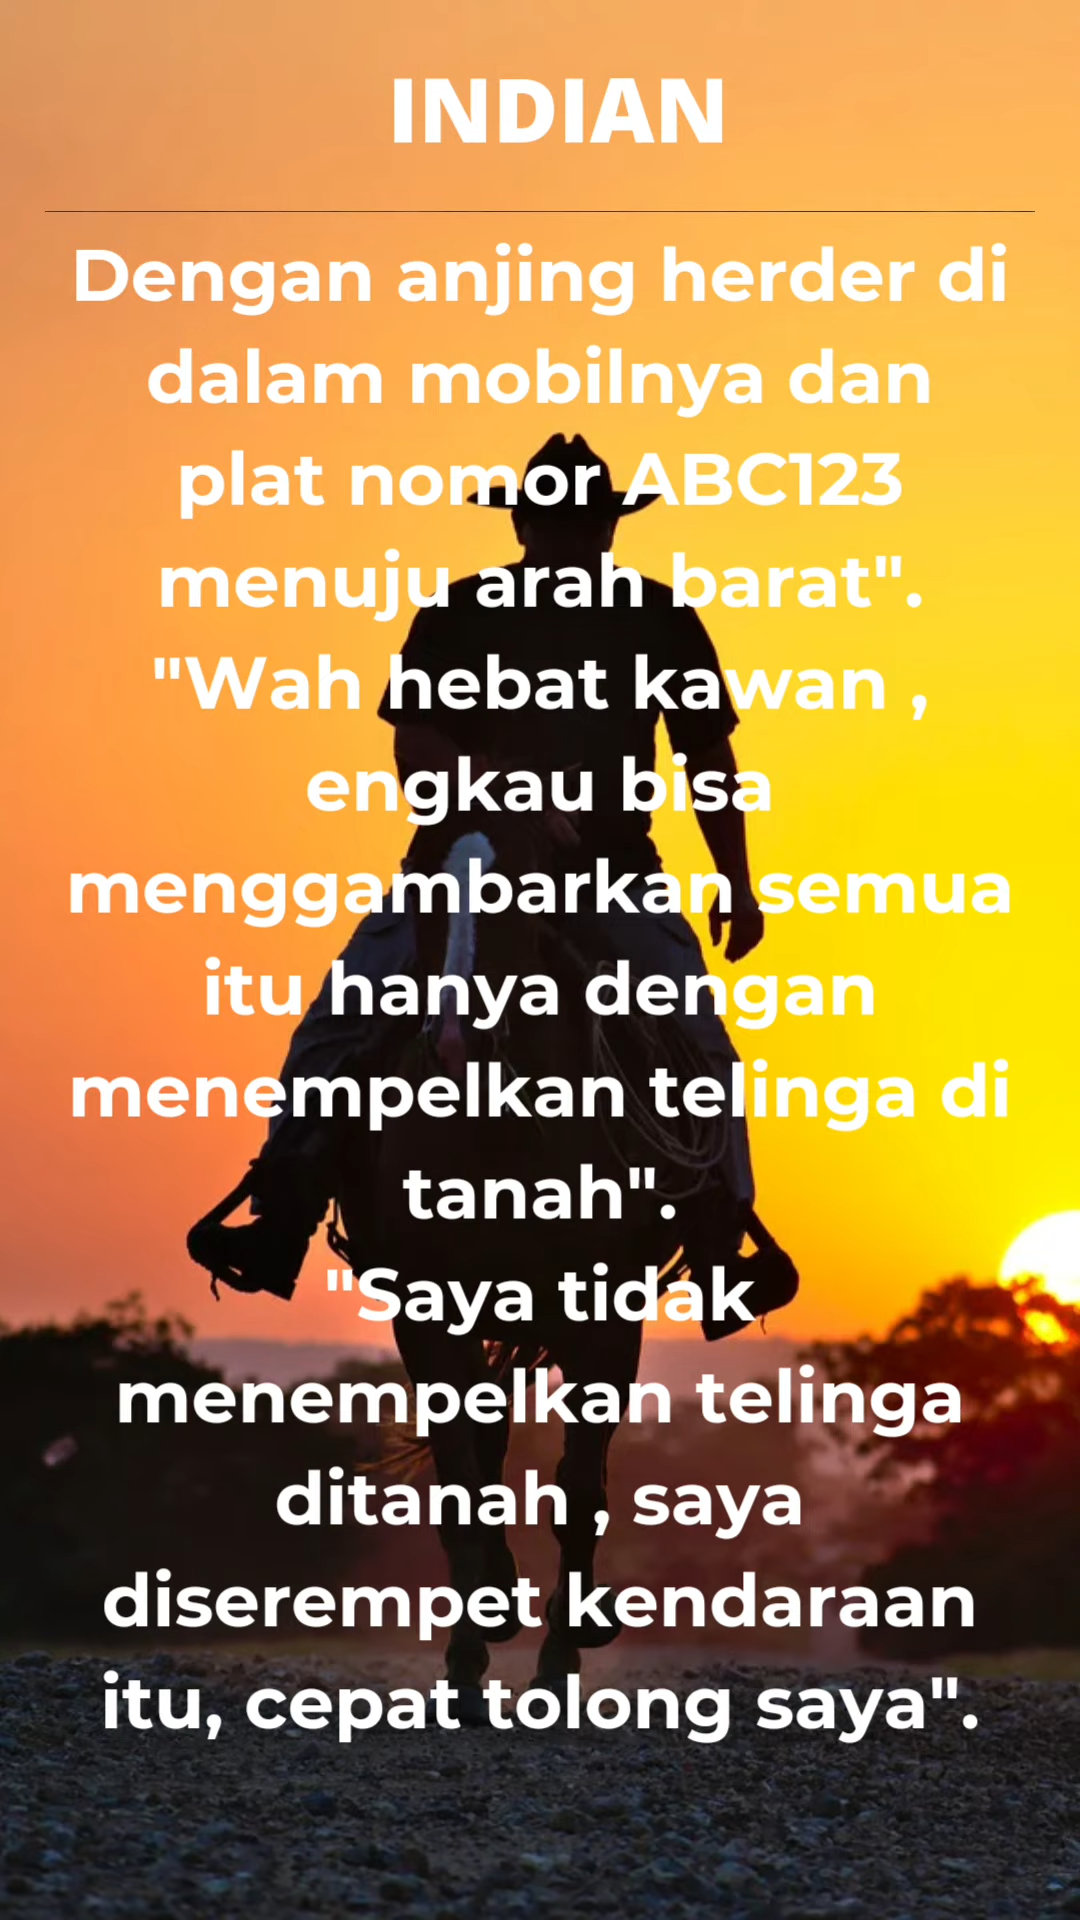 INDIAN
Dengan anjing herder di
dalam mobilnya dan
plat nomor ABC123
menuju arah barat".
"Wah hebat kawan ,
engkau bisa
menggambarkan semua
itu hanya dengan
menempelkan telinga di
tanah".
"Saya tidak
menempelkan telinga
ditanah , saya
diserempet kendaraan
itu, cepat tolong saya".